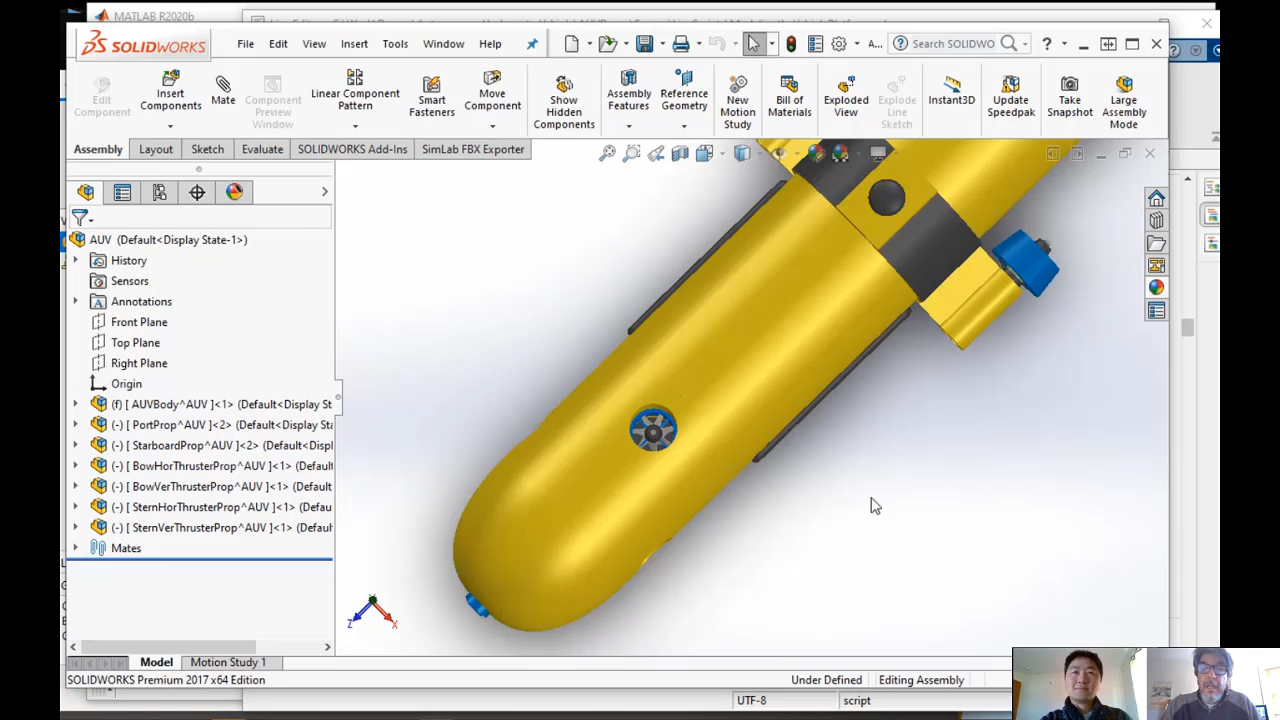 MATLAB R2020b
SOLIDWORKS
File Edit View Insert Tools Window Help
A...
Search SOLIDWO
?
Edit Component
Insert Components
Mate
Component Preview Window
Linear Component Pattern
Smart Fasteners
Move Component
Show Hidden Components
Assembly Features
Reference Geometry
New Motion Study
Bill of Materials
Exploded View
Explode Line Sketch
Instant3D
Update Speedpak
Take Snapshot
Large Assembly Mode
Assembly Layout Sketch Evaluate SOLIDWORKS Add-Ins SimLab FBX Exporter
AUV (Default<Display State-1>)
History
Sensors
Annotations
Front Plane
Top Plane
Right Plane
Origin
(f) [ AUVBody^AUV ]<1> (Default<Display St
(-) [ PortProp^AUV ]<2> (Default<Display Sta
(-) [ StarboardProp^AUV ]<2> (Default<Displ
(-) [ BowHorThrusterProp^AUV ]<1> (Default
(-) [ BowVerThrusterProp^AUV ]<1> (Default
(-) [ SternHorThrusterProp^AUV ]<1> (Defau
(-) [ SternVerThrusterProp^AUV ]<1> (Defaul
Mates
Z X
Model Motion Study 1
SOLIDWORKS Premium 2017 x64 Edition
Under Defined Editing Assembly
UTF-8 script